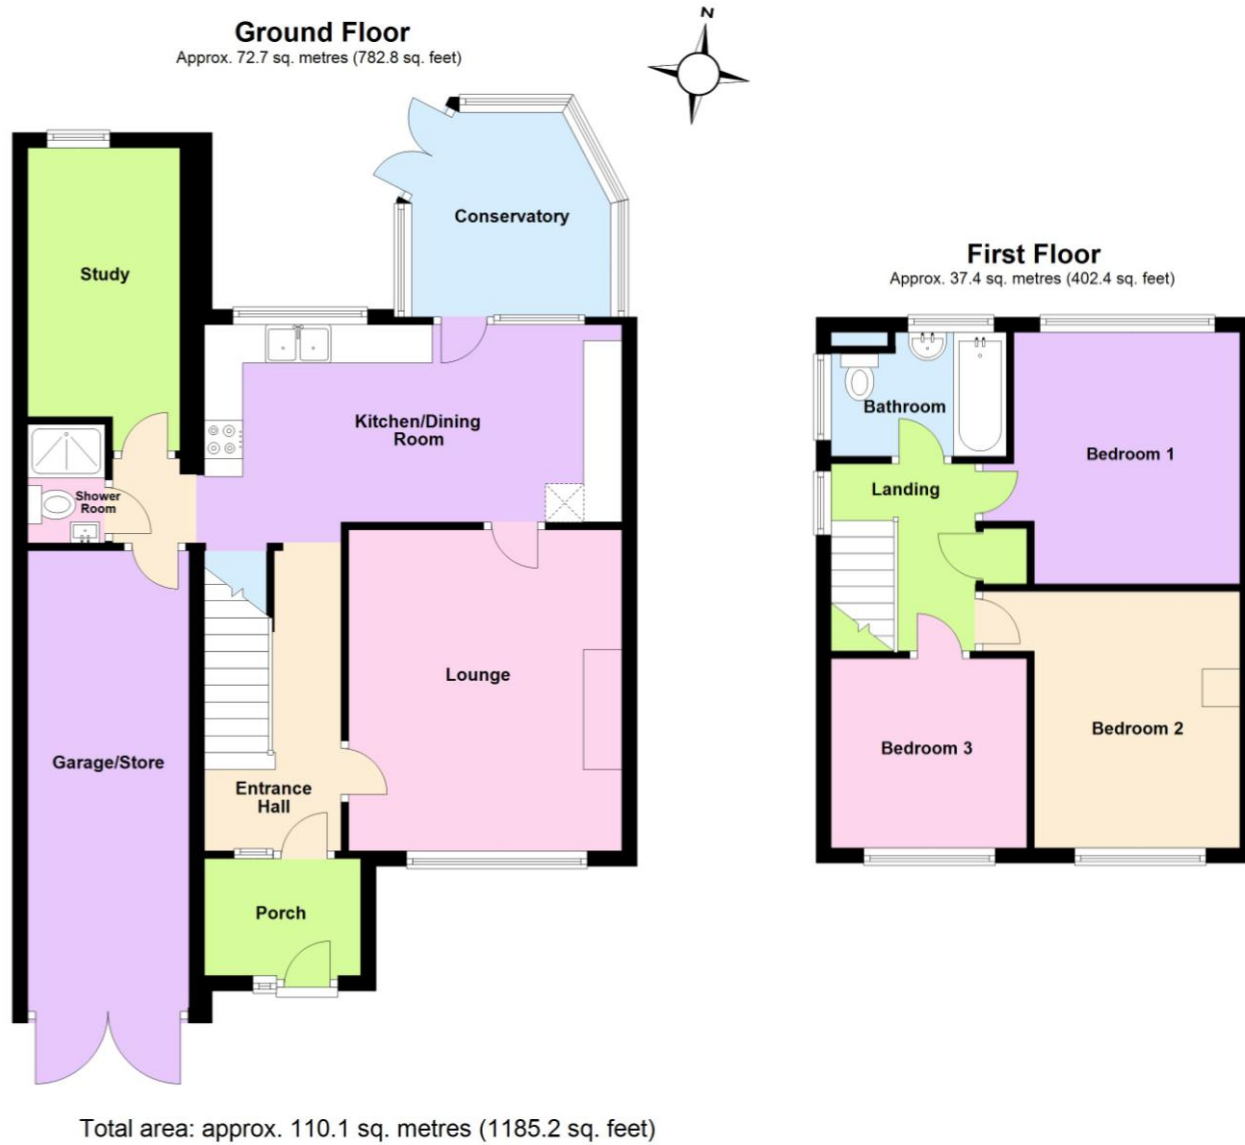 N
Ground Floor
Approx. 72.7 sq. metres (782.8 sq. feet)
Conservatory
Study
Kitchen/Dining
Room
Shower
Room
Lounge
Garage/Store
Entrance
Hall
Porch
First Floor
Approx. 37.4 sq. metres (402.4 sq. feet)
Bathroom
Bedroom 1
Landing
Bedroom 2
Bedroom 3
Total area: approx. 110.1 sq. metres (1185.2 sq. feet)